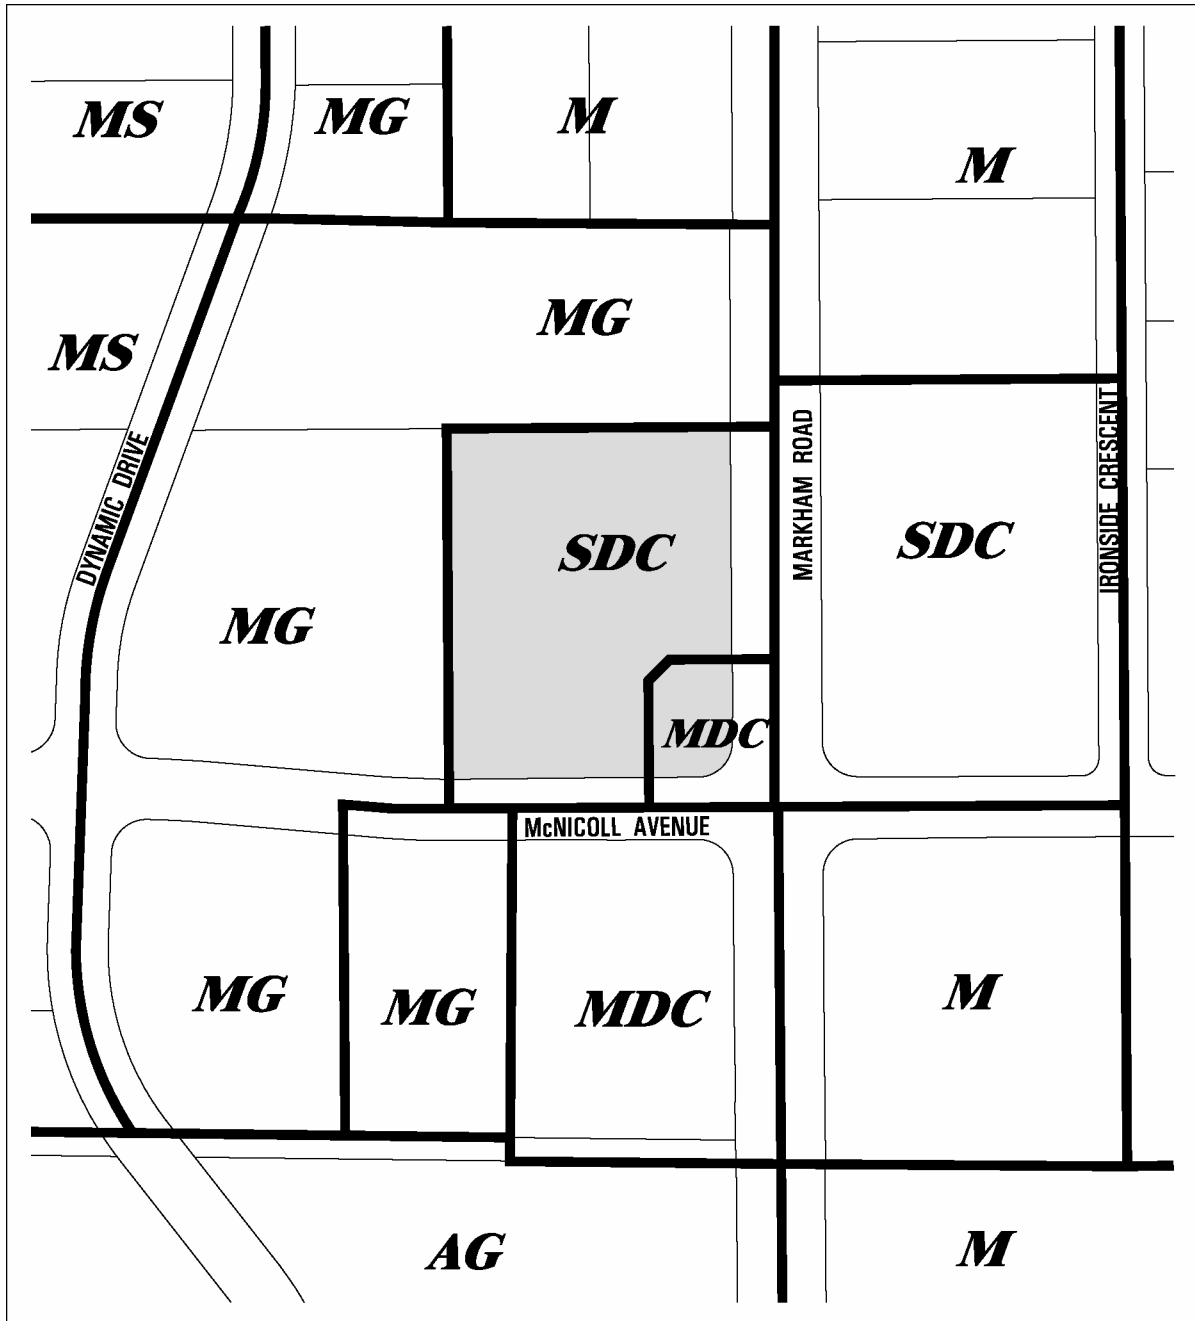 MS
MG
M
M
MG
MS
DYNAMIC DRIVE
MARKHAM ROAD
IRONSIDE CRESCENT
SDC
SDC
MG
MDC
McNICOLL AVENUE
MG
MG
MDC
M
AG
M